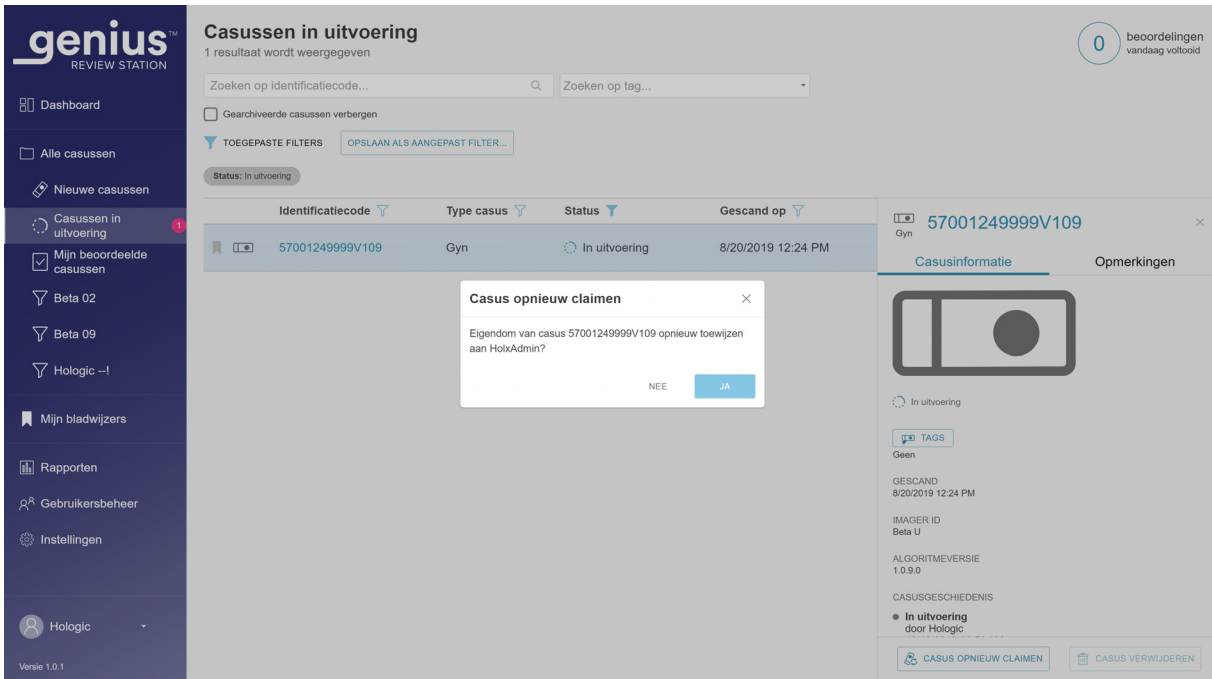 genius™
REVIEW STATION
Dashboard
Alle casussen
Nieuwe casussen
Casussen in
uitvoering
1
Mijn beoordeelde
casussen
Beta 02
Beta 09
Hologic --!
Mijn bladwijzers
Rapporten
Gebruikersbeheer
Instellingen
Hologic
Versie 1.0.1
Casussen in uitvoering
1 resultaat wordt weergegeven
0
beoordelingen
vandaag voltooid
Zoeken op identificatiecode...
Zoeken op tag...
Gearchiveerde casussen verbergen
TOEGEPASTE FILTERS
OPSLAAN ALS AANGEPAST FILTER...
Status: In uitvoering
Identificatiecode Type casus Status Gescand op
57001249999V109 Gyn In uitvoering 8/20/2019 12:24 PM
Casus opnieuw claimen
Eigendom van casus 57001249999V109 opnieuw toewijzen
aan HolxAdmin?
NEE JA
Gyn
57001249999V109
Casusinformatie Opmerkingen
In uitvoering
TAGS
Geen
GESCAND
8/20/2019 12:24 PM
IMAGER ID
Beta U
ALGORITMEVERSIE
1.0.9.0
CASUSGESCHIEDENIS
In uitvoering
door Hologic
CASUS OPNIEUW CLAIMEN
CASUS VERWIJDEREN